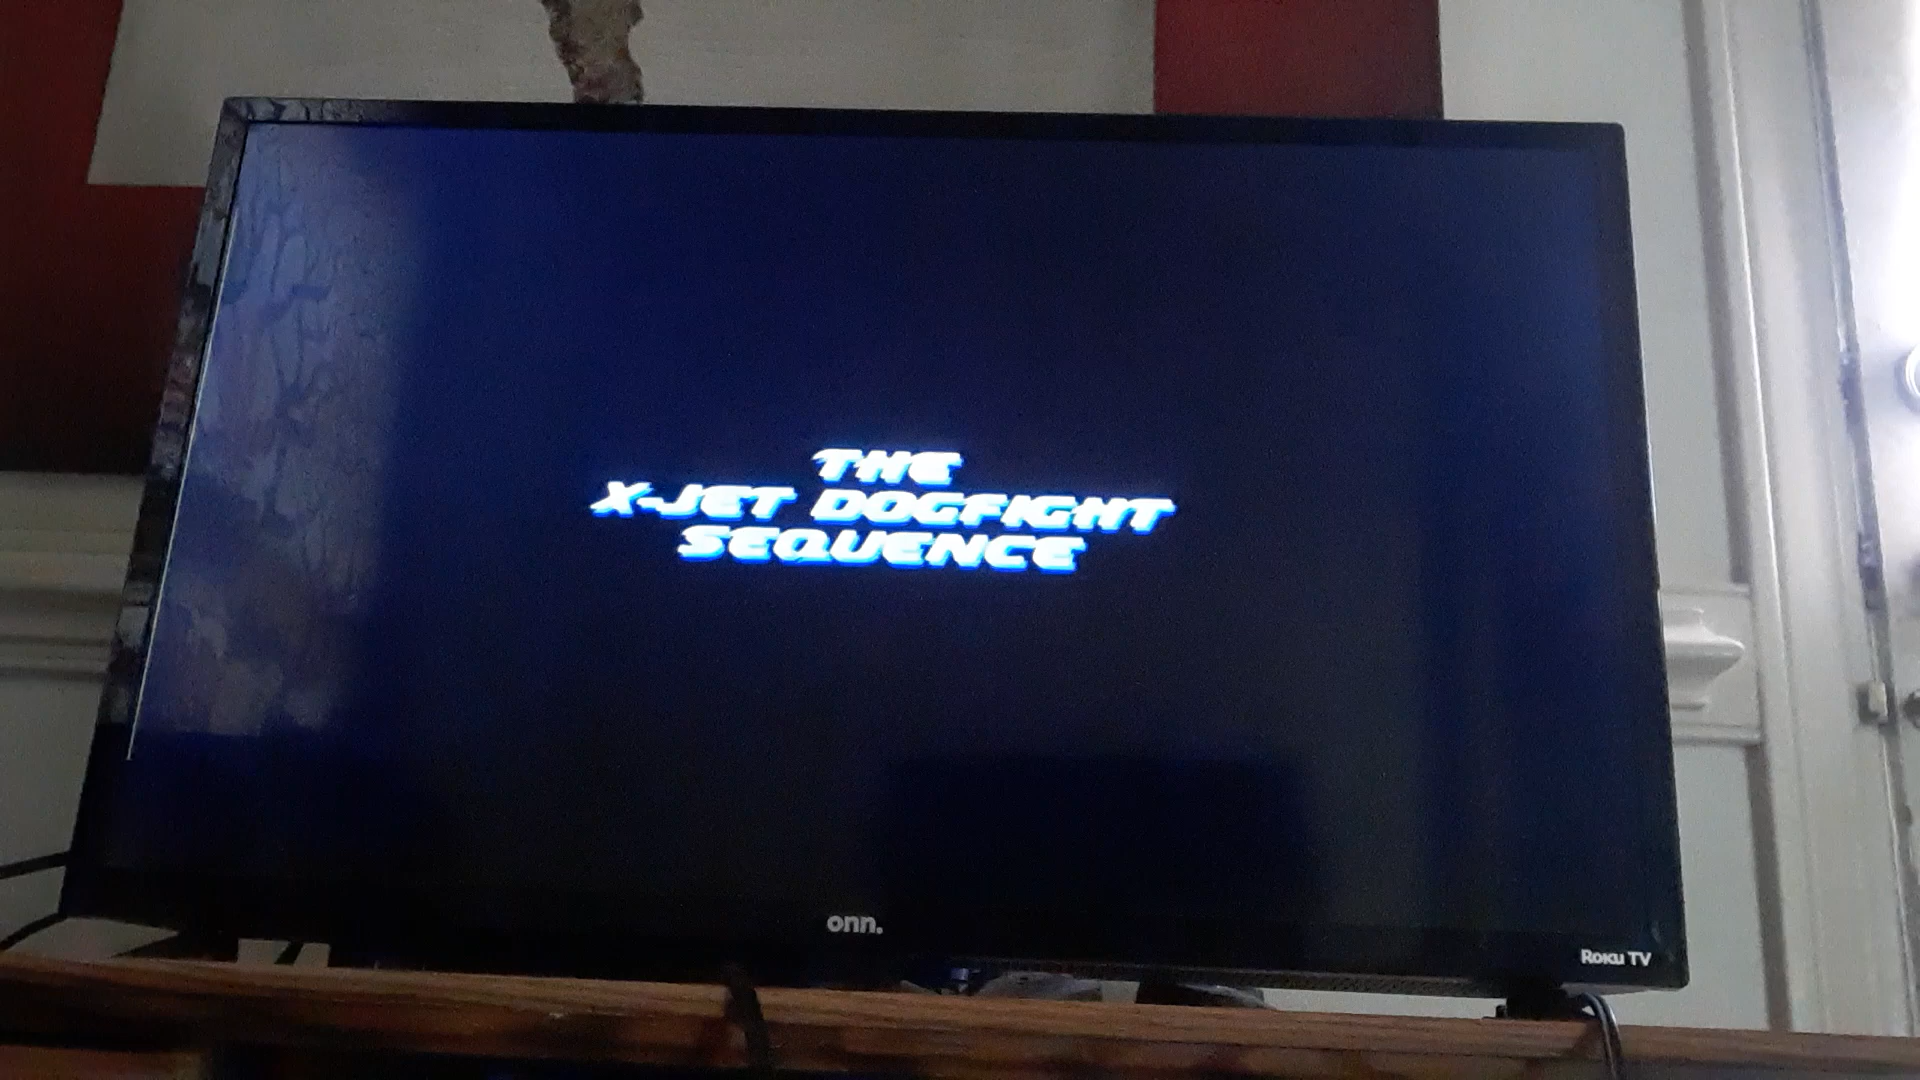 THE
X-JET DOGFIGHT
SEQUENCE
onn.
Roku TV